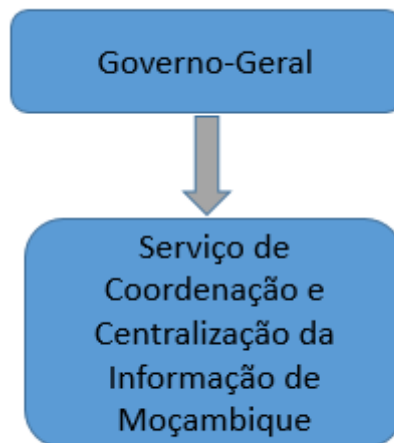 Governo-Geral
Serviço de
Coordenação e
Centralização da
Informação de
Moçambique